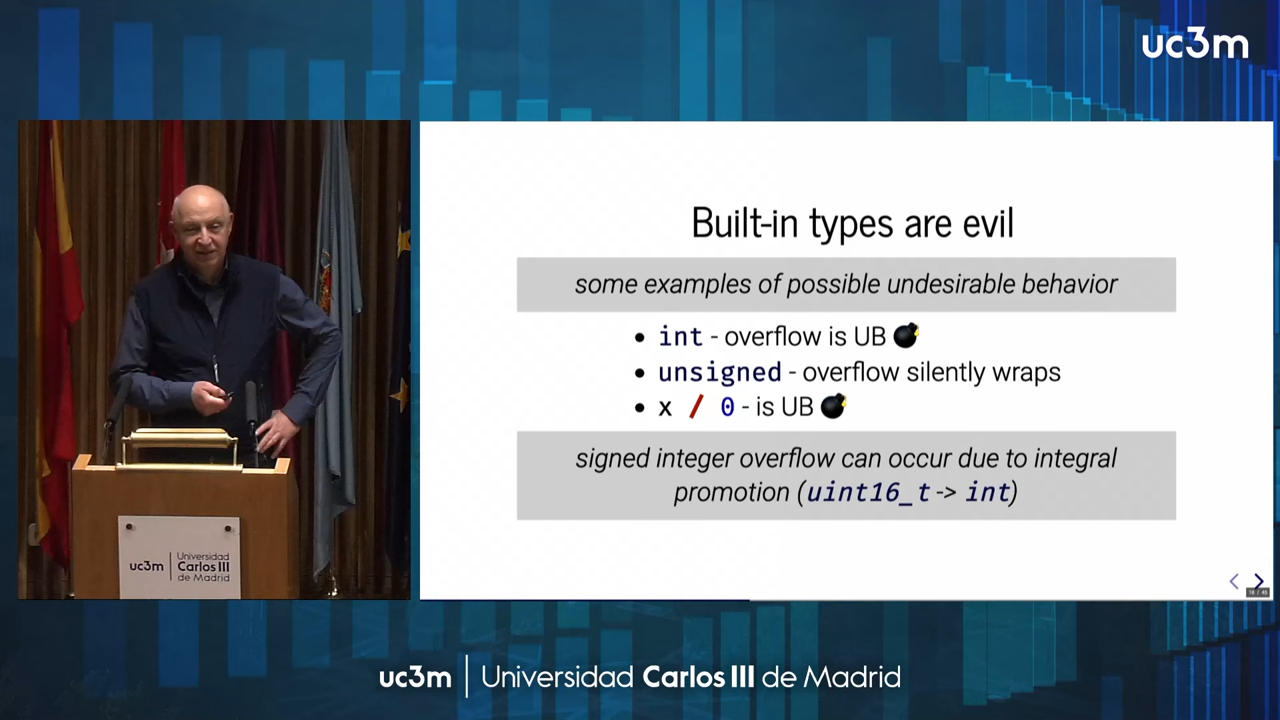 uc3m
Built-in types are evil
some examples of possible undesirable behavior
• int - overflow is UB 💣
• unsigned - overflow silently wraps
• x / 0 - is UB 💣
signed integer overflow can occur due to integral
promotion (uint16_t -> int)
uc3m | Universidad
Carlos III
de Madrid
uc3m | Universidad Carlos III de Madrid